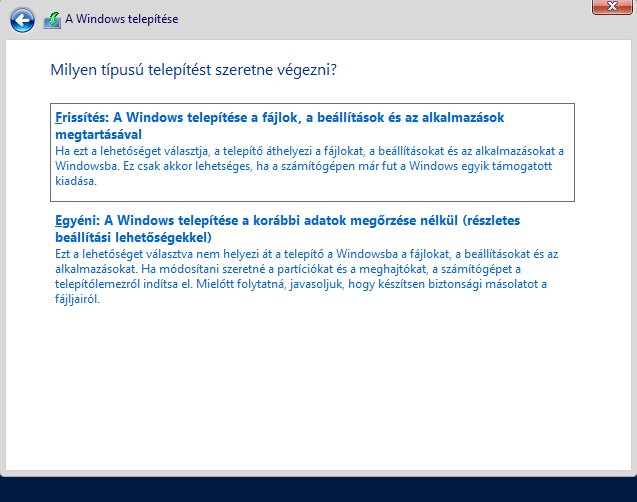 A Windows telepítése
Milyen típusú telepítést szeretne végezni?
Frissítés: A Windows telepítése a fájlok, a beállítások és az alkalmazások
megtartásával
Ha ezt a lehetőséget választja, a telepítő áthelyezi a fájlokat, a beállításokat és az alkalmazásokat a
Windowsba. Ez csak akkor lehetséges, ha a számítógépen már fut a Windows egyik támogatott
kiadása.
Egyéni: A Windows telepítése a korábbi adatok megőrzése nélkül (részletes
beállítási lehetőségekkel)
Ezt a lehetőséget választva nem helyezi át a telepítő a Windowsba a fájlokat, a beállításokat és az
alkalmazásokat. Ha módosítani szeretné a partíciókat és a meghajtókat, a számítógépet a
telepítőlemezről indítsa el. Mielőtt folytatná, javasoljuk, hogy készítsen biztonsági másolatot a
fájljairól.